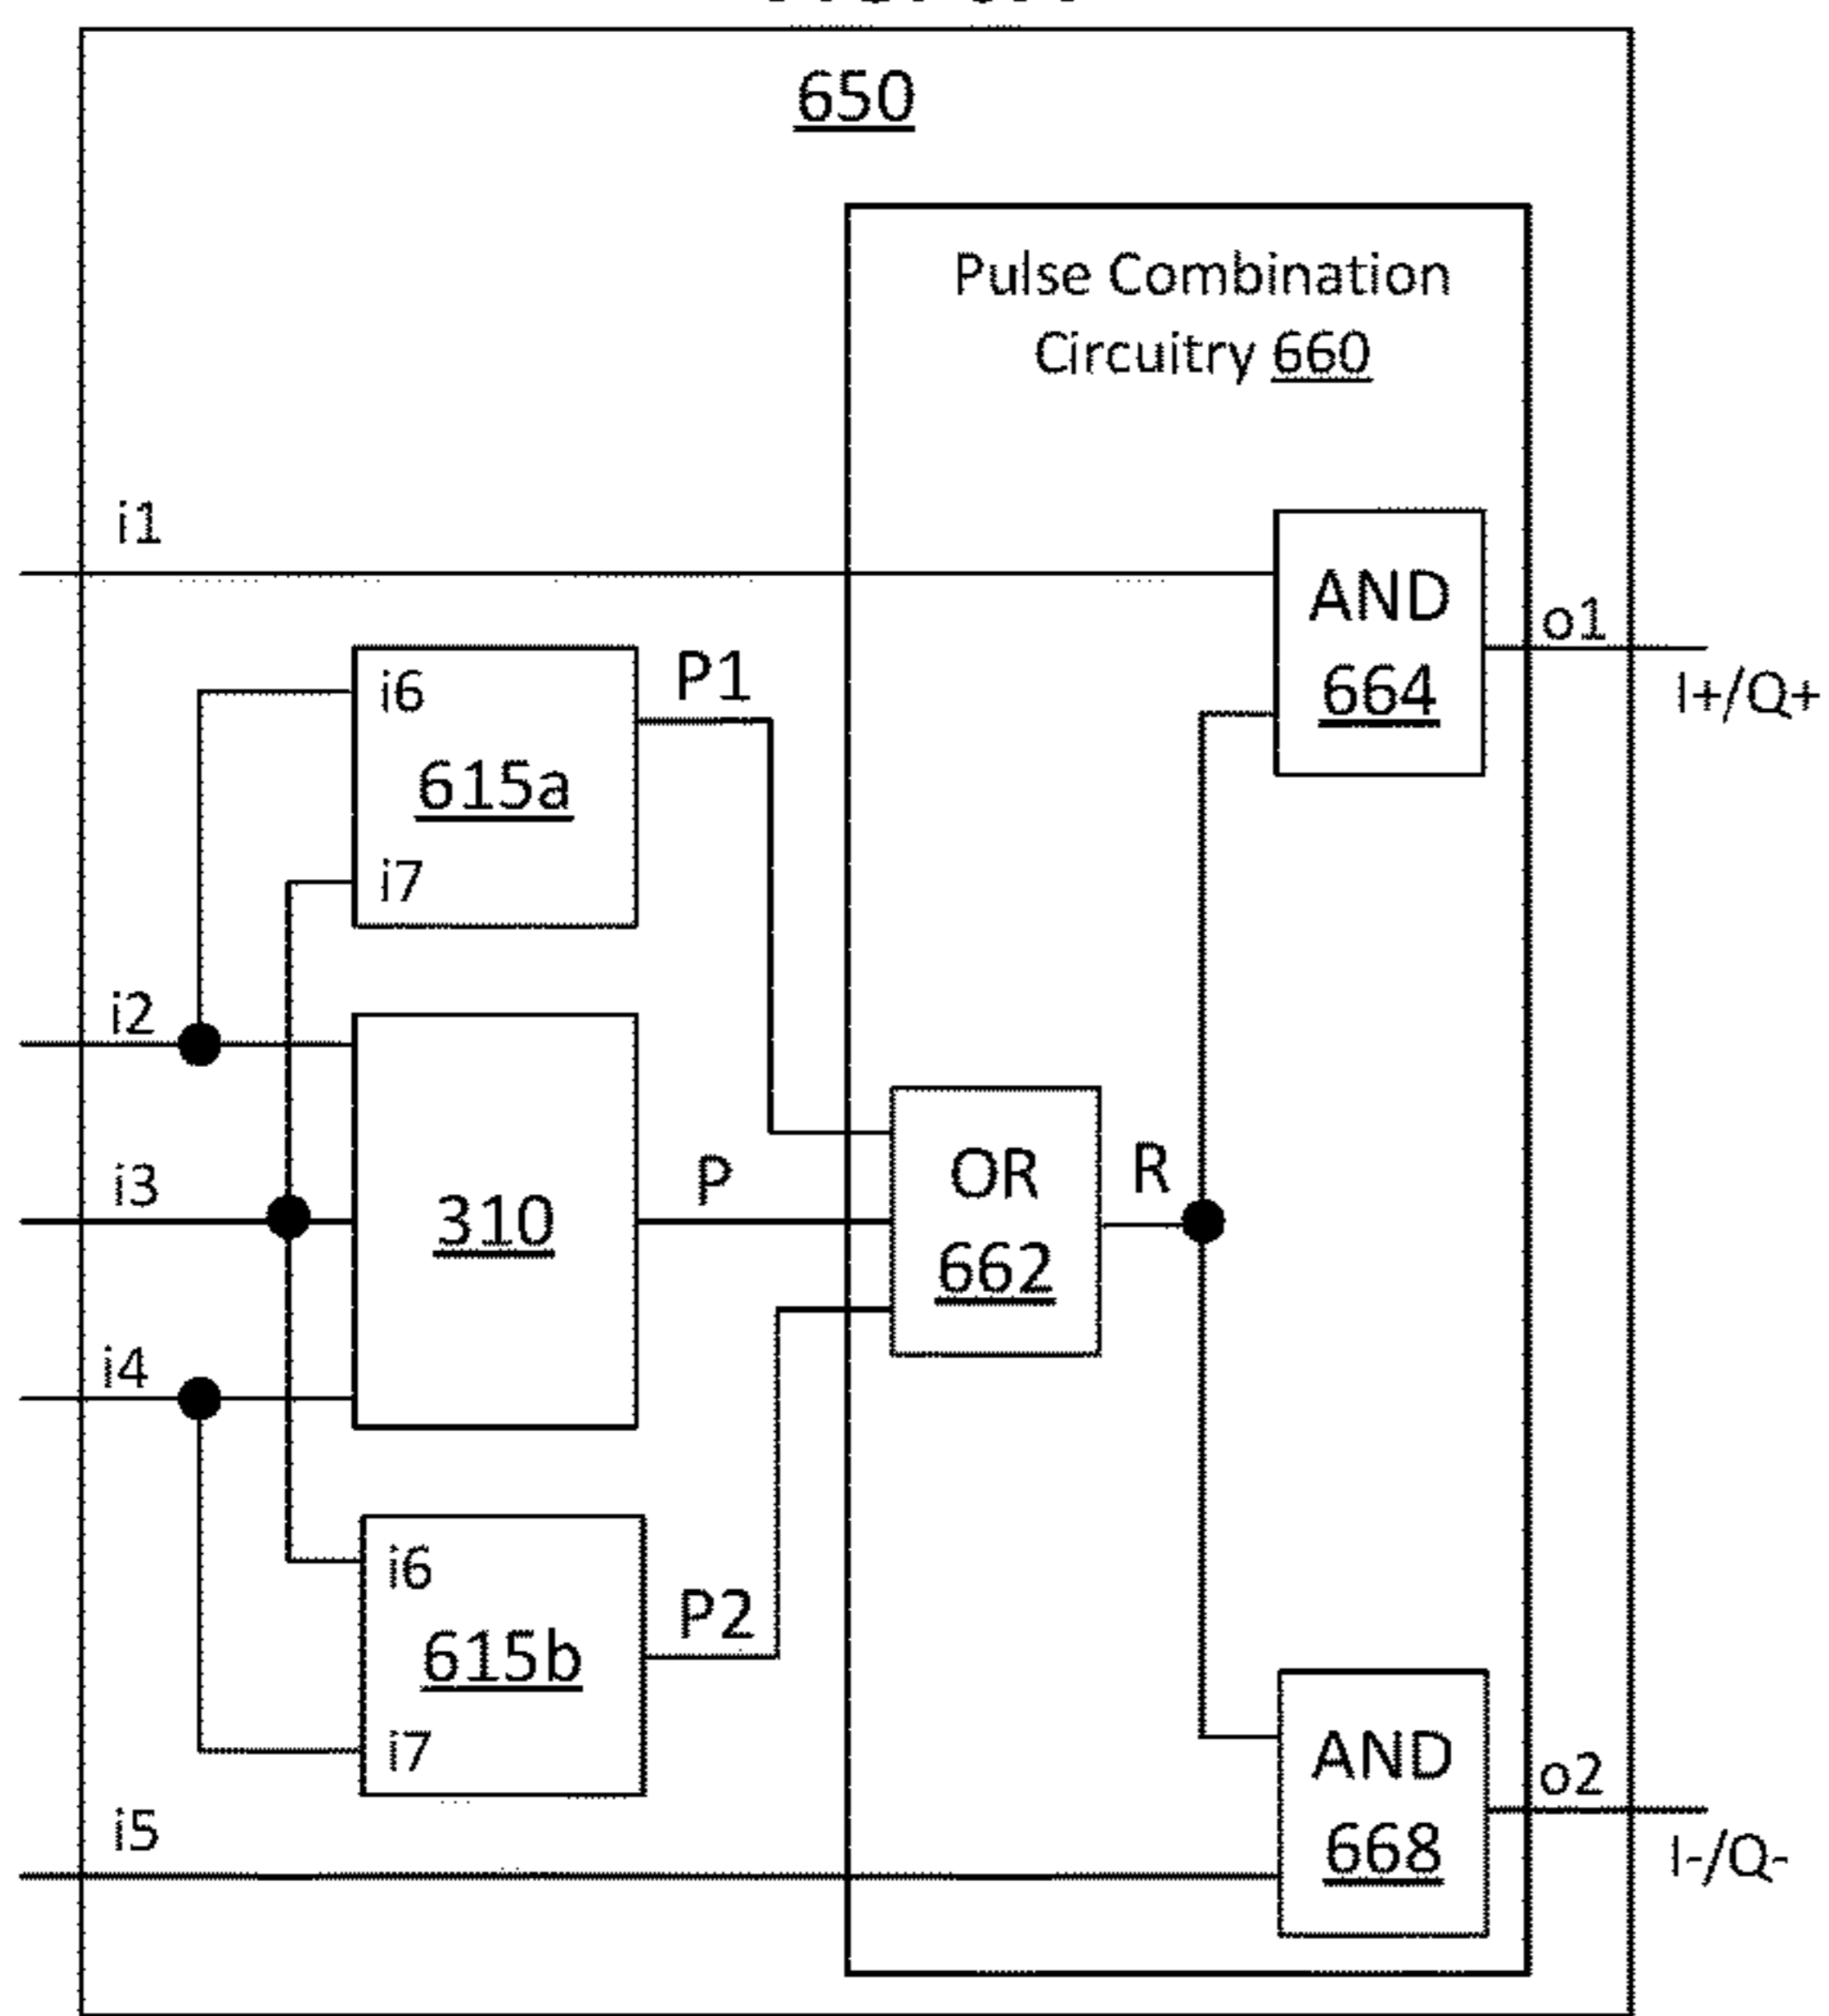 650
Pulse Combination
Circuitry 660
i1
AND
664
o1
I+/Q+
P1
i6
615a
i7
i2
i3
310
P
OR
662
R
i4
i6
615b
i7
P2
AND
668
o2
I-/Q-
i5